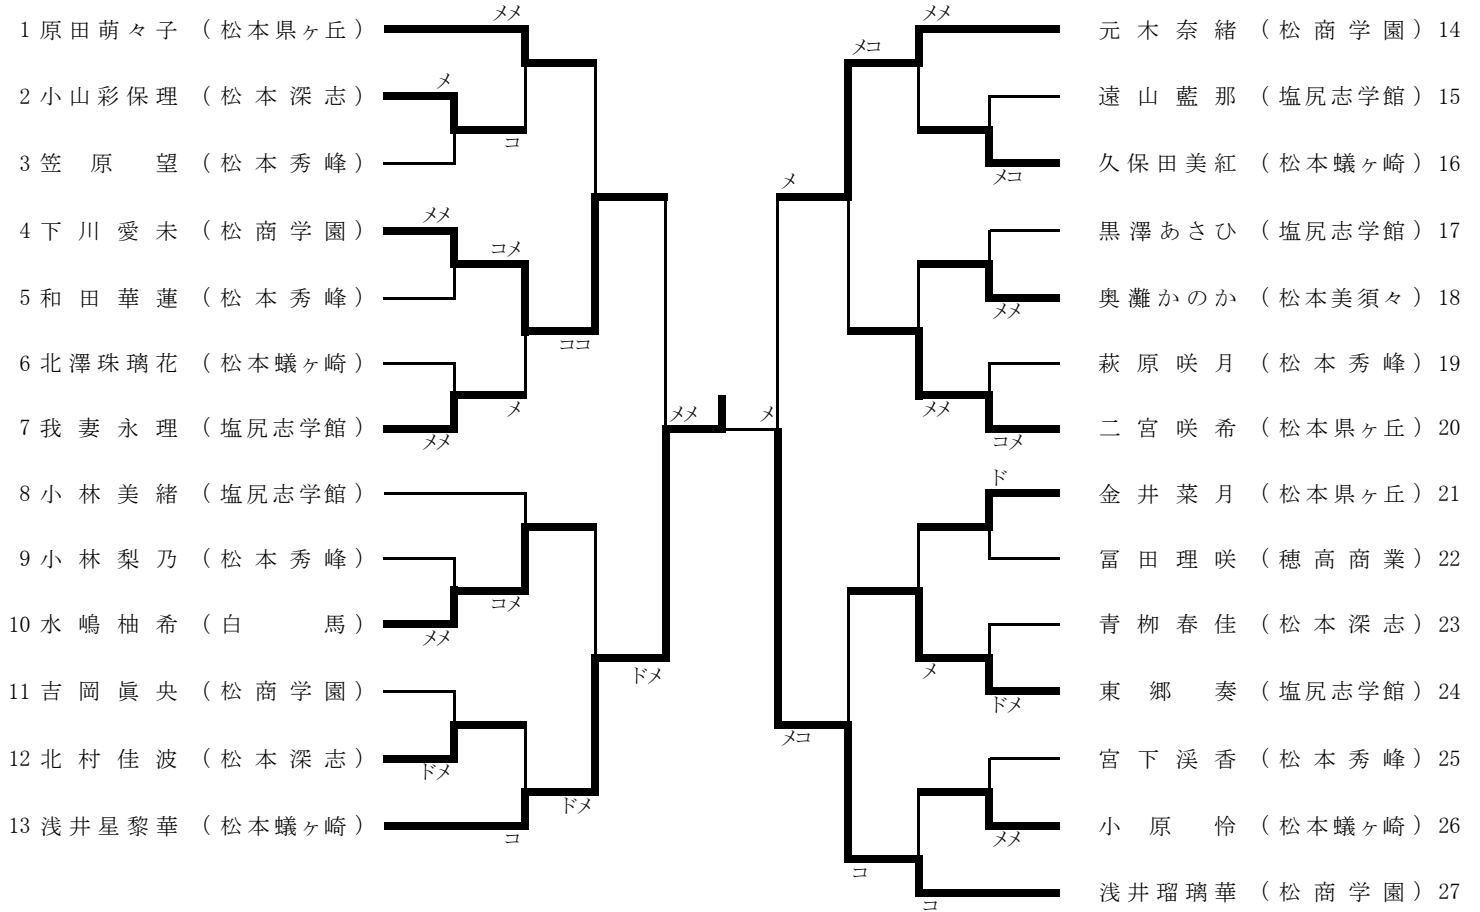 メメ
1 原田萌々子 （松本県ヶ丘）
メ
2 小山彩保理 （松本深志）
コ
3 笠原 望 （松本秀峰）
メメ
4 下川愛未 （松商学園）
コメ
5 和田華蓮 （松本秀峰）
ココ
6 北澤珠璃花 （松本蟻ヶ崎）
メ
7 我妻永理 （塩尻志学館）
メメ
8 小林美緒 （塩尻志学館）
9 小林梨乃 （松本秀峰）
コメ
10 水嶋柚希 （白馬）
メメ
11 吉岡眞央 （松商学園）
12 北村佳波 （松本深志）
ドメ
ドメ
13 浅井星黎華 （松本蟻ヶ崎）
コ
ドメ
メメ
メ
メ
メコ
メコ
メメ
元木奈緒 （松商学園） 14
遠山藍那 （塩尻志学館） 15
久保田美紅 （松本蟻ヶ崎） 16
メコ
黒澤あさひ （塩尻志学館） 17
奥灘かのか （松本美須々） 18
メメ
萩原咲月 （松本秀峰） 19
メメ
二宮咲希 （松本県ヶ丘） 20
コメ
ド
金井菜月 （松本県ヶ丘） 21
冨田理咲 （穂高商業） 22
青栁春佳 （松本深志） 23
メ
東郷 奏 （塩尻志学館） 24
ドメ
宮下渓香 （松本秀峰） 25
小原 怜 （松本蟻ヶ崎） 26
メメ
コ
浅井瑠璃華 （松商学園） 27
コ